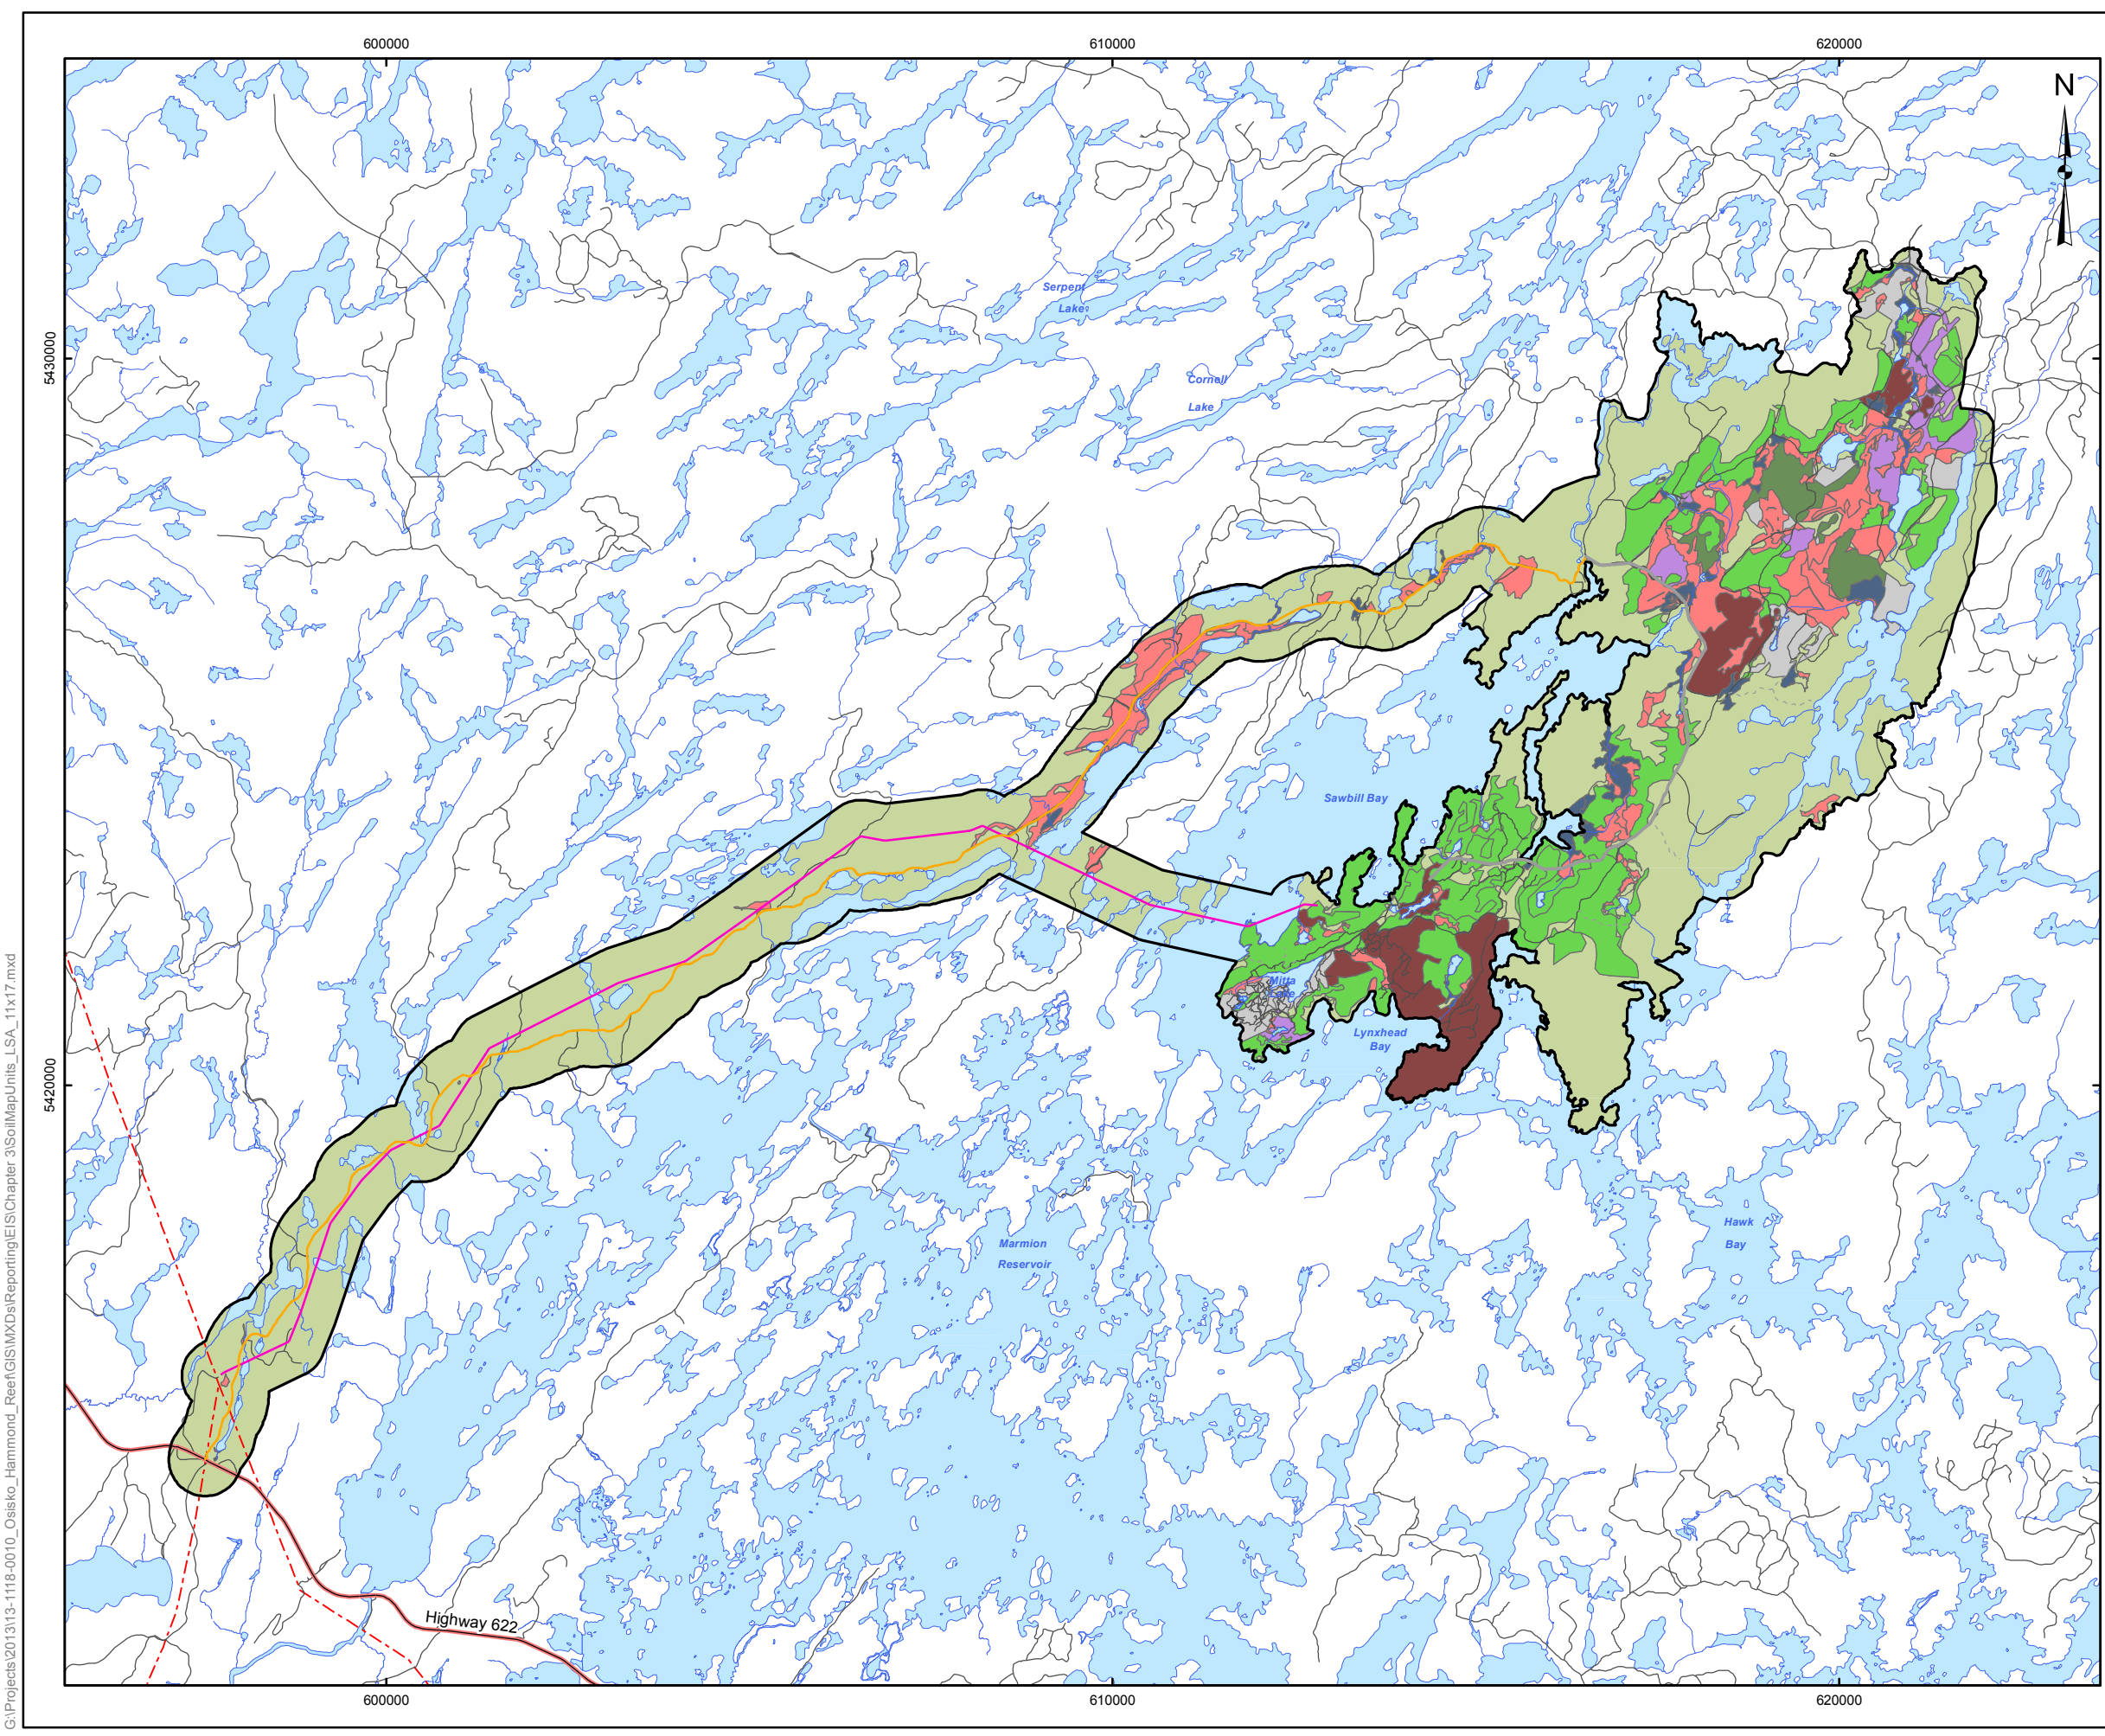 600000
610000
620000
N
5430000
5420000
Serpent
Lake
Cornell
Lake
Sawbill Bay
Mitta
Lynxhead
Bay
Marmion
Reservoir
Hawk
Bay
Highway 622
600000
610000
620000
G:\Projects\2013\13-1118-0010_Osisko_Hammond_Reef\GIS\MXDs\Reporting\EIS\Chapter 3\SoilMapUnits_LSA_11x17.mxd